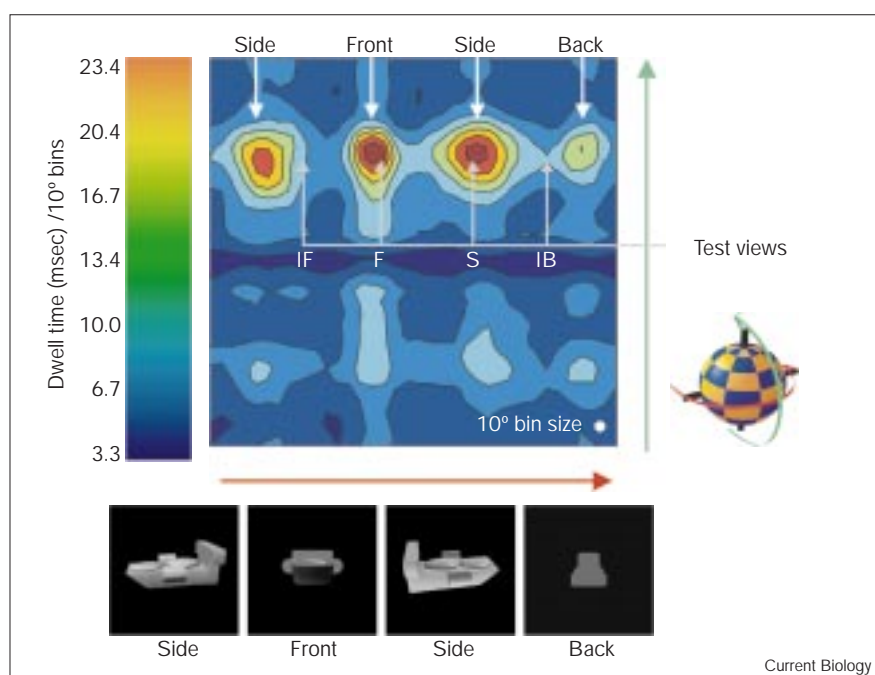 Side Front Side Back
23.4
20.4
16.7
13.4
10.0
6.7
3.3
Dwell time (msec) /10º bins
IF F S IB
Test views
10º bin size
Side Front Side Back
Current Biology